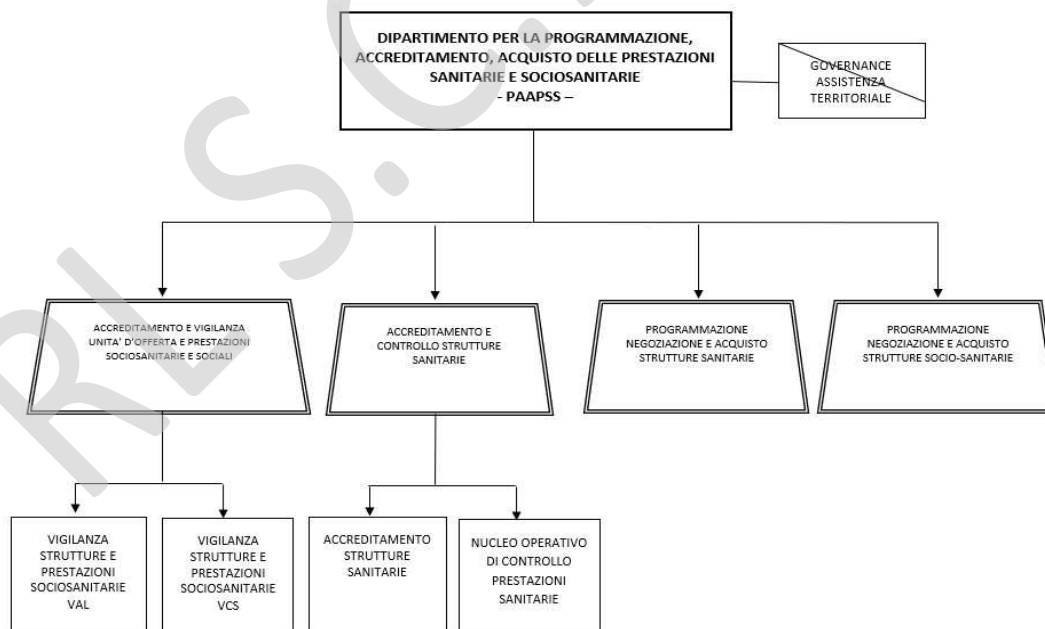 DIPARTIMENTO PER LA PROGRAMMAZIONE,
ACCREDITAMENTO, ACQUISTO DELLE PRESTAZIONI
SANITARIE E SOCIOSANITARIE
- PAAPSS –
GOVERNANCE
ASSISTENZA
TERRITORIALE
ACCREDITAMENTO E VIGILANZA
UNITA' D'OFFERTA E PRESTAZIONI
SOCIOSANITARIE E SOCIALI
ACCREDITAMENTO E
CONTROLLO STRUTTURE
SANITARIE
PROGRAMMAZIONE
NEGOZIAZIONE E ACQUISTO
STRUTTURE SANITARIE
PROGRAMMAZIONE
NEGOZIAZIONE E ACQUISTO
STRUTTURE SOCIO-SANITARIE
VIGILANZA
STRUTTURE E
PRESTAZIONI
SOCIOSANITARIE
VAL
VIGILANZA
STRUTTURE E
PRESTAZIONI
SOCIOSANITARIE
VCS
ACCREDITAMENTO
STRUTTURE
SANITARIE
NUCLEO OPERATIVO
DI CONTROLLO
PRESTAZIONI
SANITARIE